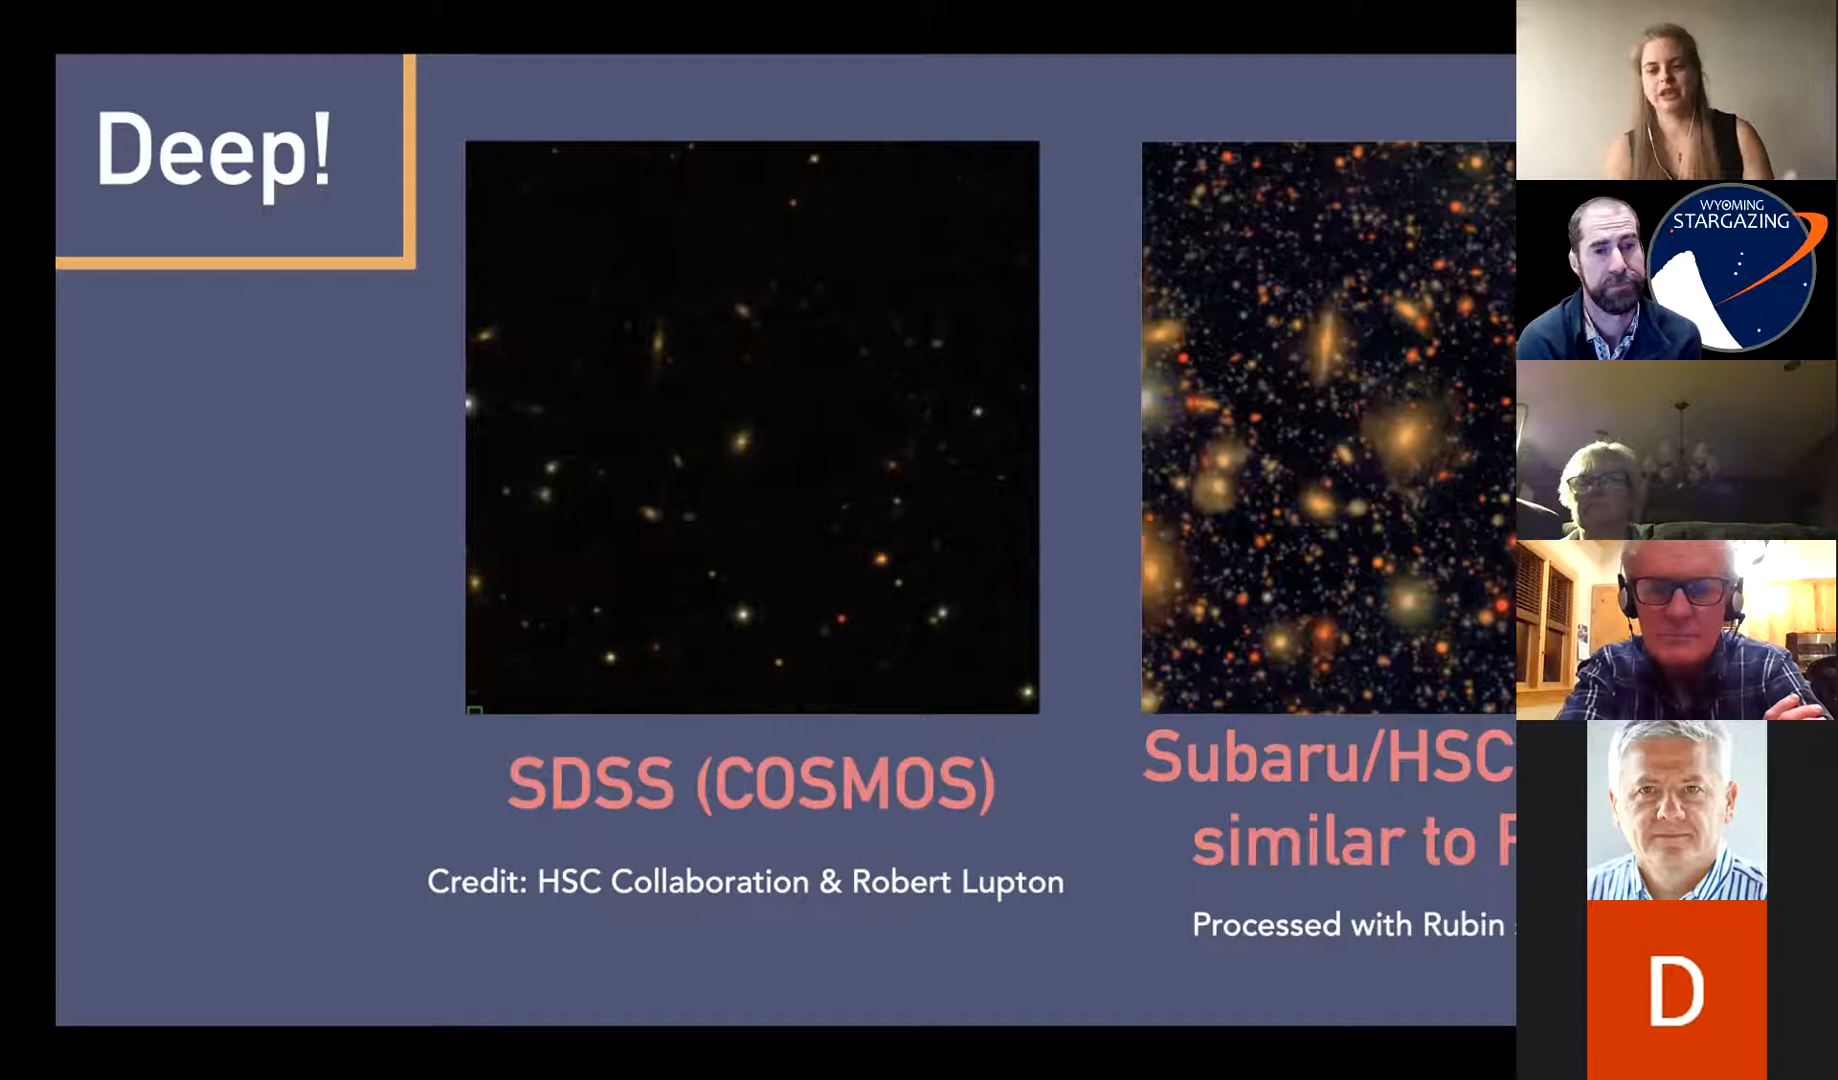 Deep!
SDSS (COSMOS)
Credit: HSC Collaboration & Robert Lupton
Subaru/HSC
similar to
Processed with Rubin
WYOMING
STARGAZING
D